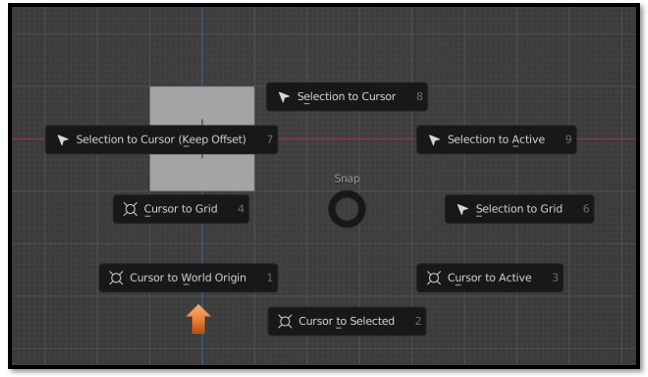 Selection to Cursor 8
Selection to Cursor (Keep Offset) 7
Selection to Active 9
Snap
Cursor to Grid 4
Selection to Grid 6
Cursor to World Origin 1
Cursor to Active 3
Cursor to Selected 2